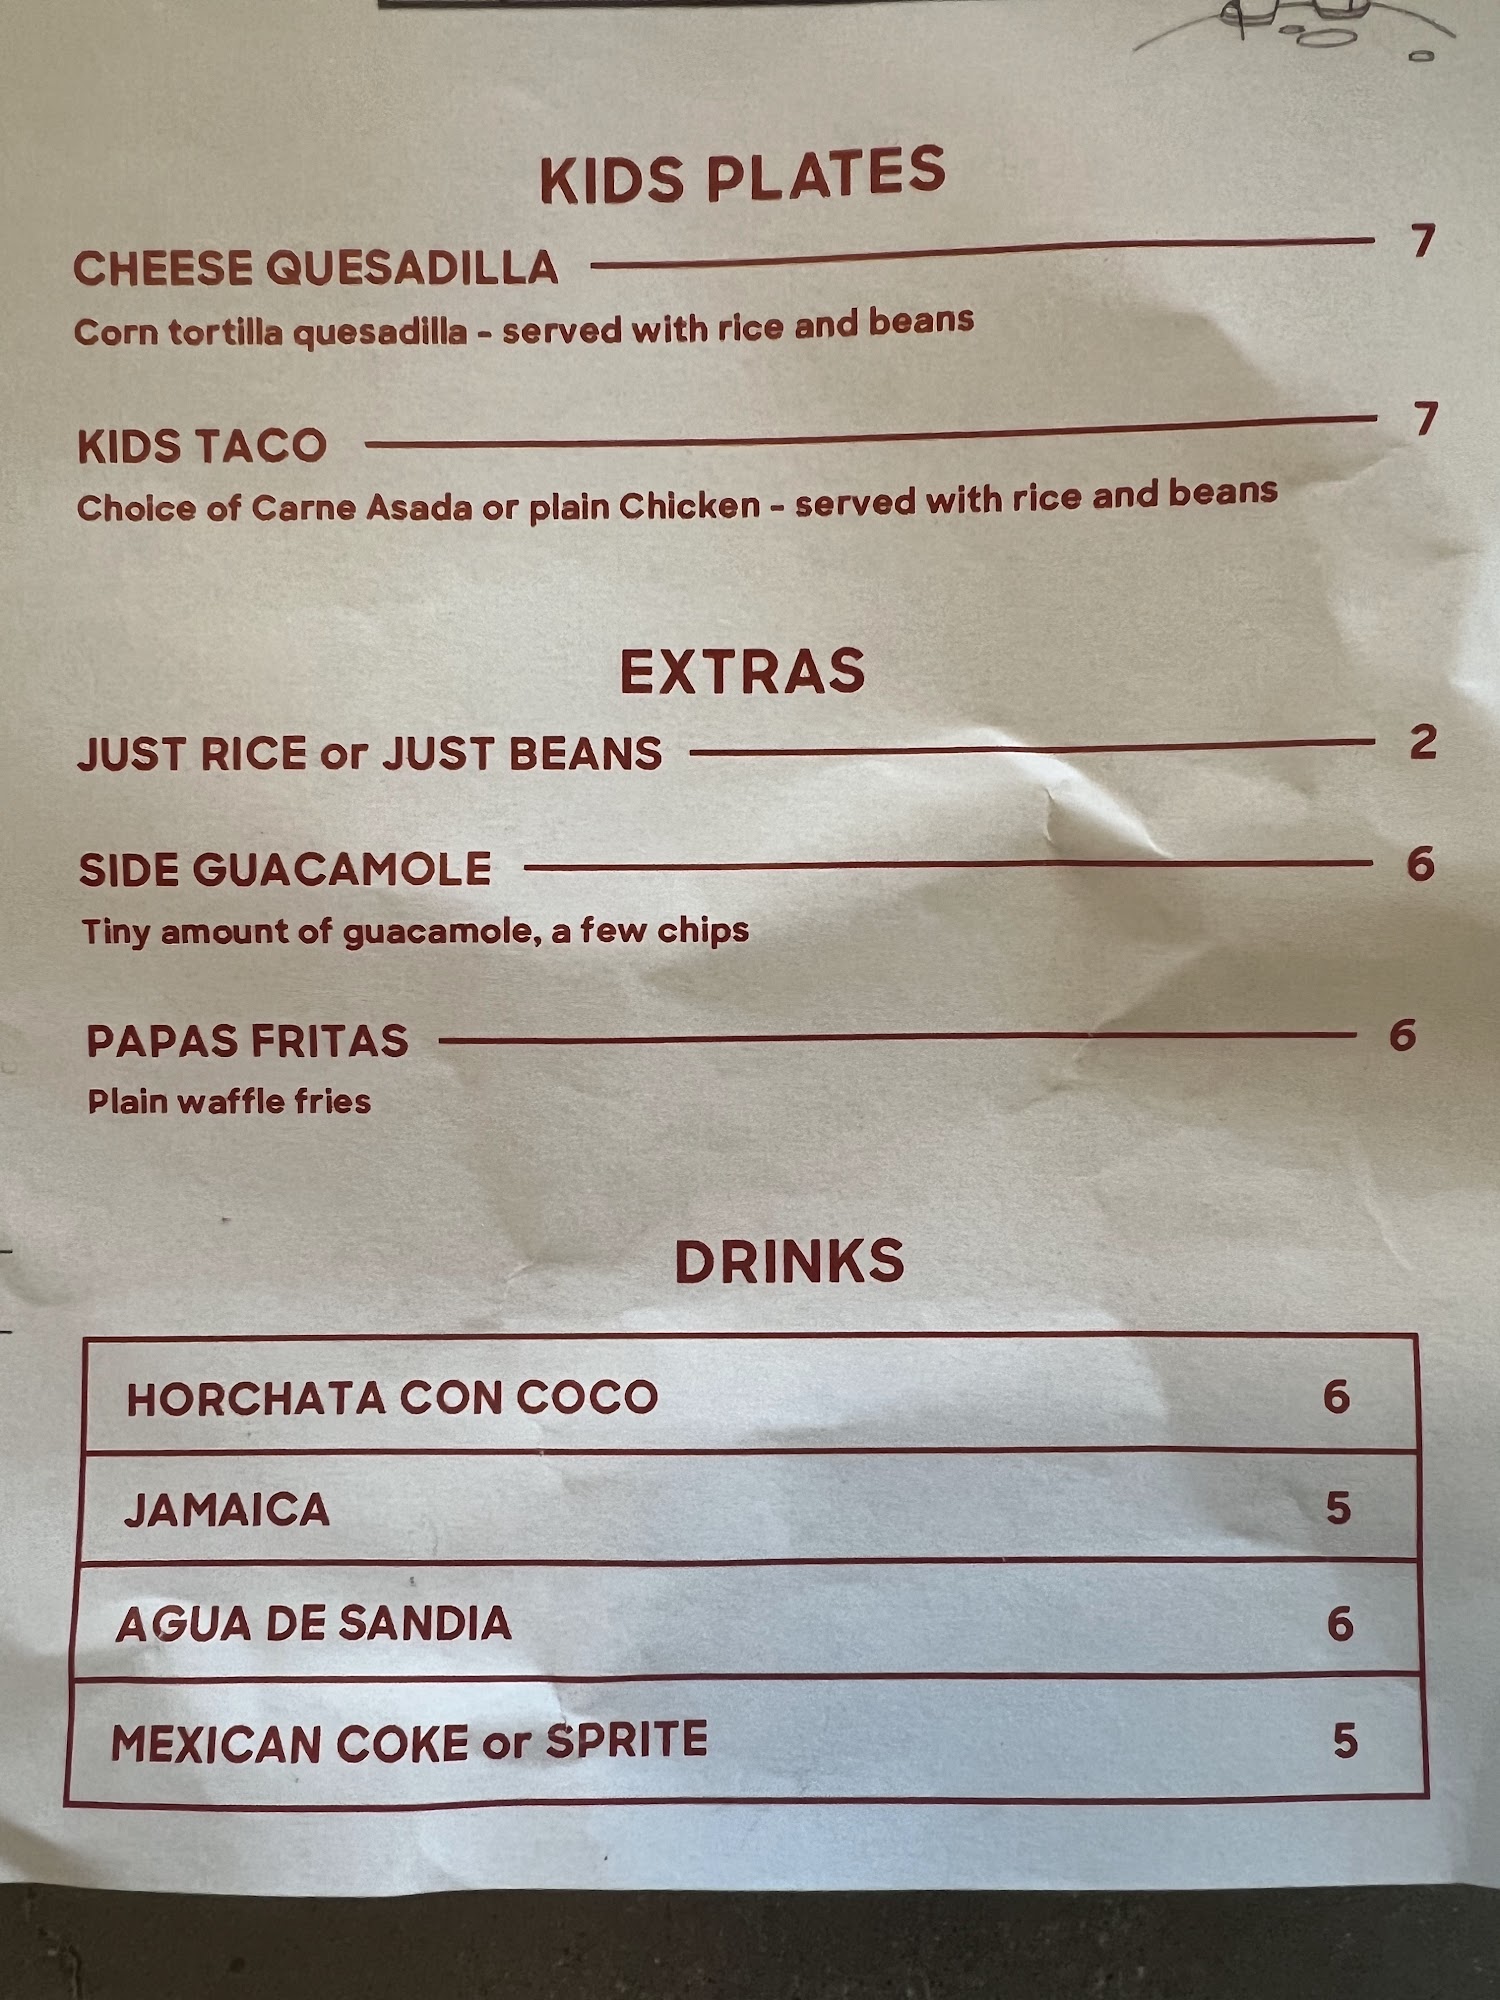 KIDS PLATES
CHEESE QUESADILLA 7
Corn tortilla quesadilla - served with rice and beans
KIDS TACO 7
Choice of Carne Asada or plain Chicken - served with rice and beans
EXTRAS
JUST RICE or JUST BEANS 2
SIDE GUACAMOLE 6
Tiny amount of guacamole, a few chips
PAPAS FRITAS 6
Plain waffle fries
DRINKS
HORCHATA CON COCO 6
JAMAICA 5
AGUA DE SANDIA 6
MEXICAN COKE or SPRITE 5